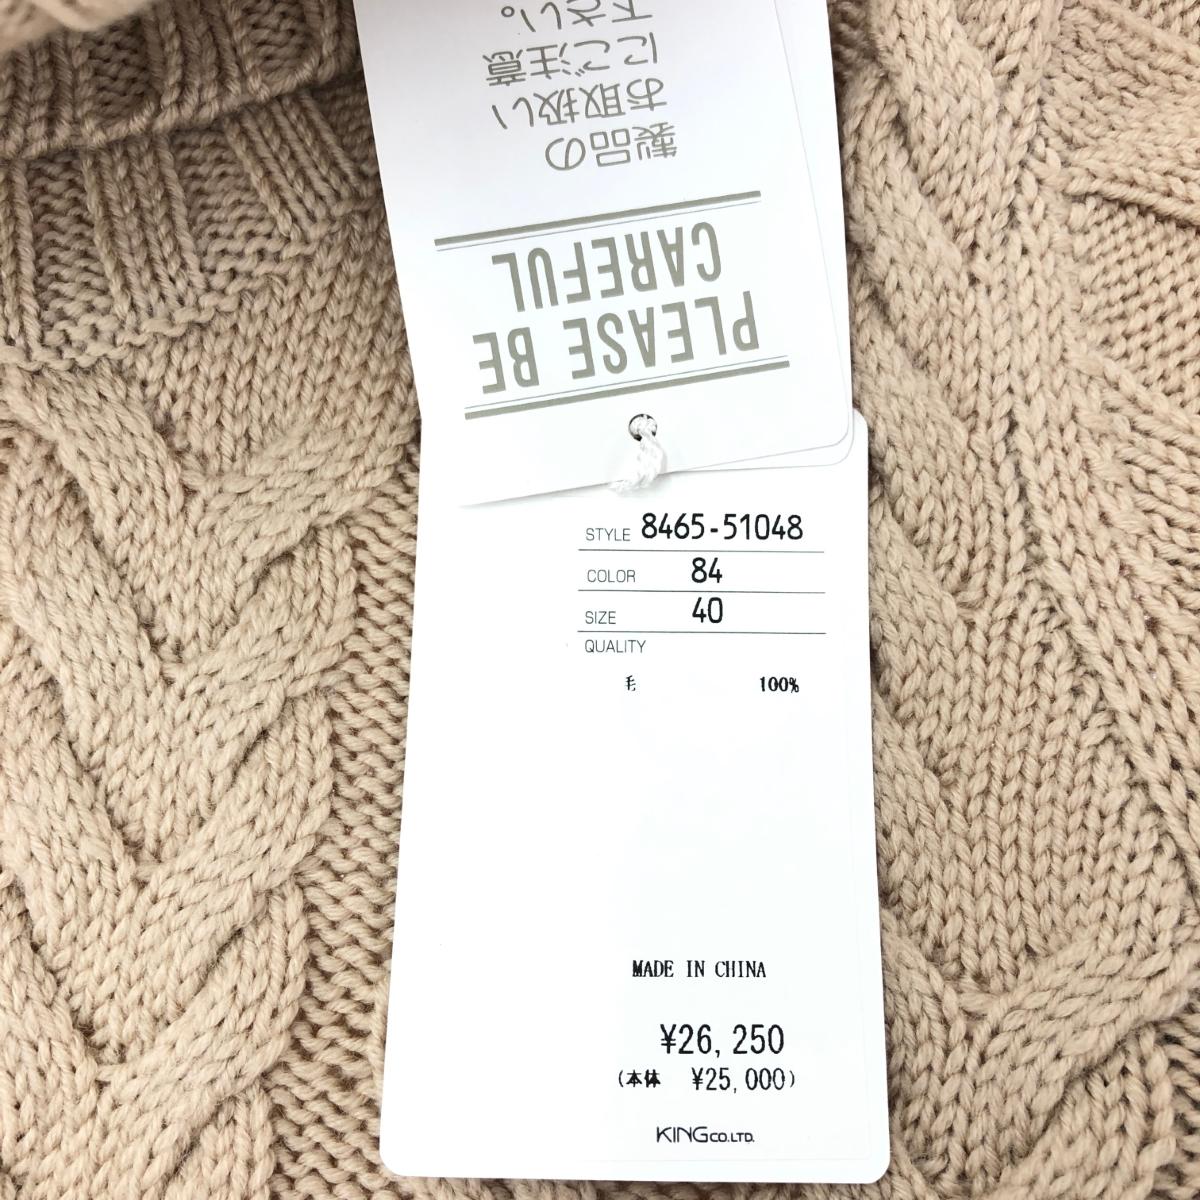 PLEASE BE
CAREFUL
製品の
お取扱い
にご注意
下さい。
STYLE 8465-51048
COLOR 84
SIZE 40
QUALITY
毛 100%
MADE IN CHINA
¥26,250
(本体 ¥25,000)
KING CO.LTD.